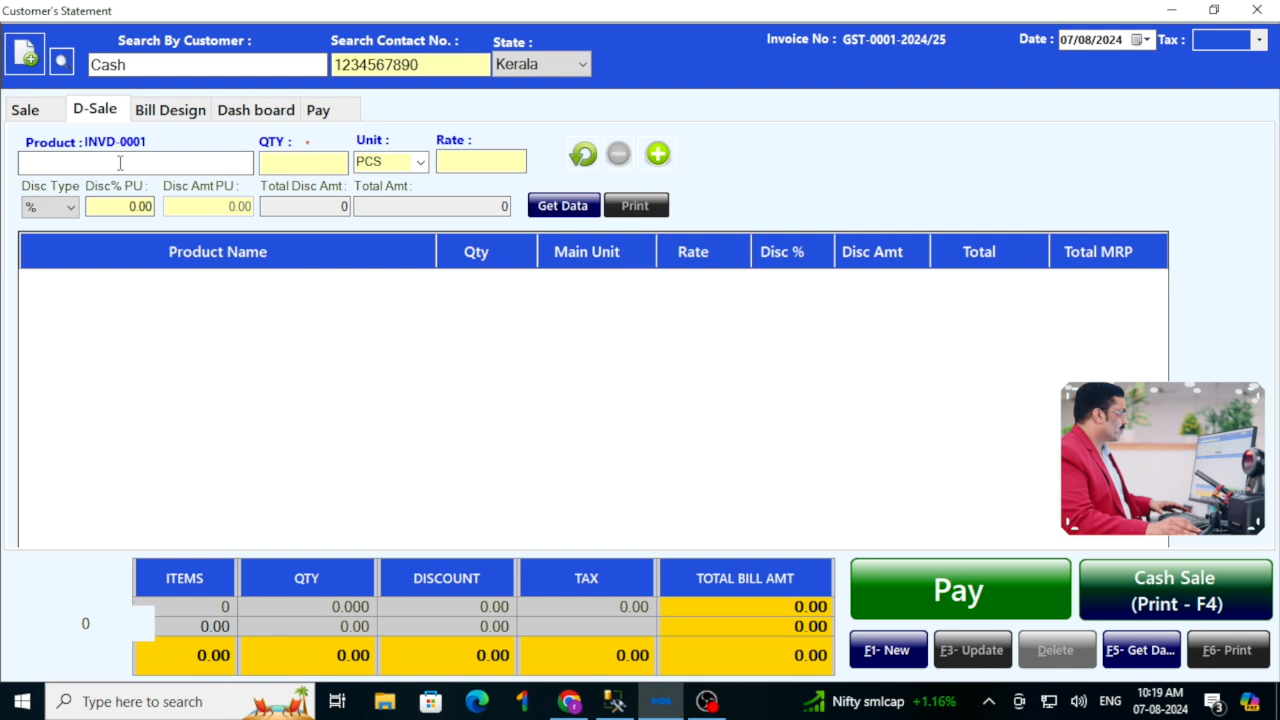 Customer's Statement
Search By Customer :
Search Contact No. :
State :
Invoice No : GST-0001-2024/25
Date : 07/08/2024
Tax :
Cash
1234567890
Kerala
Sale
D-Sale
Bill Design
Dash board
Pay
Product : INVD-0001
QTY : *
Unit :
Rate :
PCS
Disc Type
Disc% PU :
Disc Amt PU :
Total Disc Amt :
Total Amt :
%
0.00
0.00
0
0
Get Data
Print
Product Name
Qty
Main Unit
Rate
Disc %
Disc Amt
Total
Total MRP
ITEMS
QTY
DISCOUNT
TAX
TOTAL BILL AMT
0
0.000
0.00
0.00
0.00
0
0.00
0.00
0.00
0.00
0.00
0.00
0.00
0.00
0.00
Pay
Cash Sale
(Print - F4)
F1- New
F3- Update
Delete
F5- Get Da...
F6- Print
Type here to search
POS
Nifty smlcap +1.16%
ENG
10:19 AM
07-08-2024
3